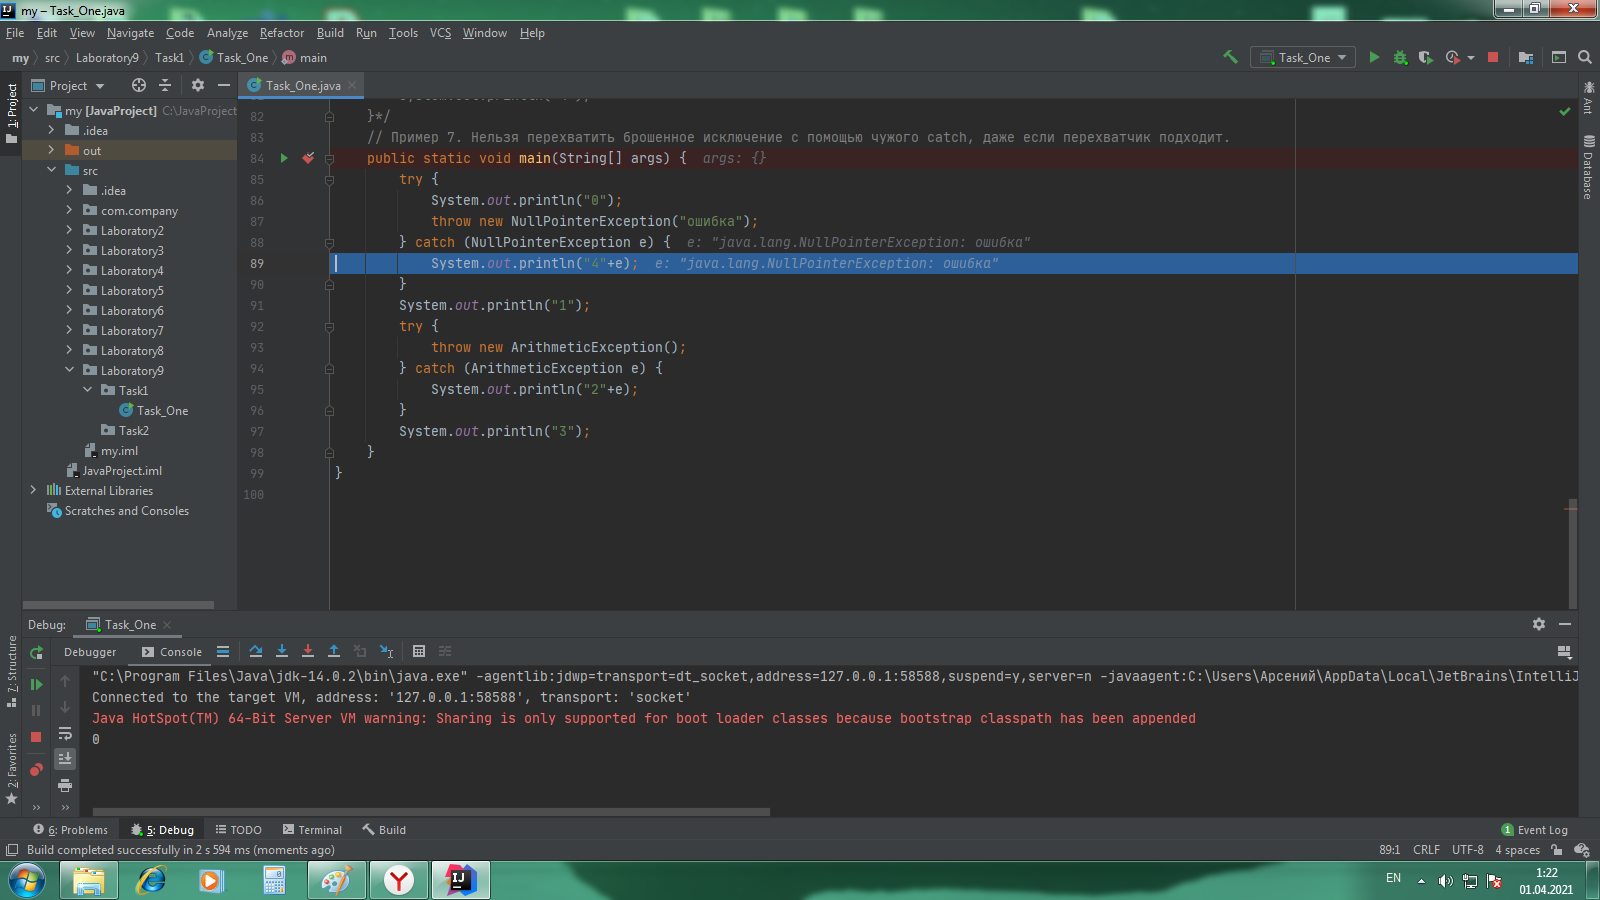 my – Task_One.java
File Edit View Navigate Code Analyze Refactor Build Run Tools VCS Window Help
my src Laboratory9 Task1 Task_One main
Task_One
Project
Task_One.java
1: Project
7: Structure
2: Favorites
Ant
Database
my [JavaProject] C:\JavaProject
.idea
out
src
.idea
com.company
Laboratory2
Laboratory3
Laboratory4
Laboratory5
Laboratory6
Laboratory7
Laboratory8
Laboratory9
Task1
Task_One
Task2
my.iml
JavaProject.iml
External Libraries
Scratches and Consoles
82 }*/
83 // Пример 7. Нельзя перехватить брошенное исключение с помощью чужого catch, даже если перехватчик подходит.
84 public static void main(String[] args) { args: {}
85 try {
86 System.out.println("0");
87 throw new NullPointerException("ошибка");
88 } catch (NullPointerException e) { e: "java.lang.NullPointerException: ошибка"
89 System.out.println("4"+e); e: "java.lang.NullPointerException: ошибка"
90 }
91 System.out.println("1");
92 try {
93 throw new ArithmeticException();
94 } catch (ArithmeticException e) {
95 System.out.println("2"+e);
96 }
97 System.out.println("3");
98 }
99 }
100
Debug: Task_One
Debugger Console
"C:\Program Files\Java\jdk-14.0.2\bin\java.exe" -agentlib:jdwp=transport=dt_socket,address=127.0.0.1:58588,suspend=y,server=n -javaagent:C:\Users\Арсений\AppData\Local\JetBrains\IntelliJ
Connected to the target VM, address: '127.0.0.1:58588', transport: 'socket'
Java HotSpot(TM) 64-Bit Server VM warning: Sharing is only supported for boot loader classes because bootstrap classpath has been appended
0
6: Problems 5: Debug TODO Terminal Build
1 Event Log
Build completed successfully in 2 s 594 ms (moments ago)
89:1 CRLF UTF-8 4 spaces
EN
1:22
01.04.2021